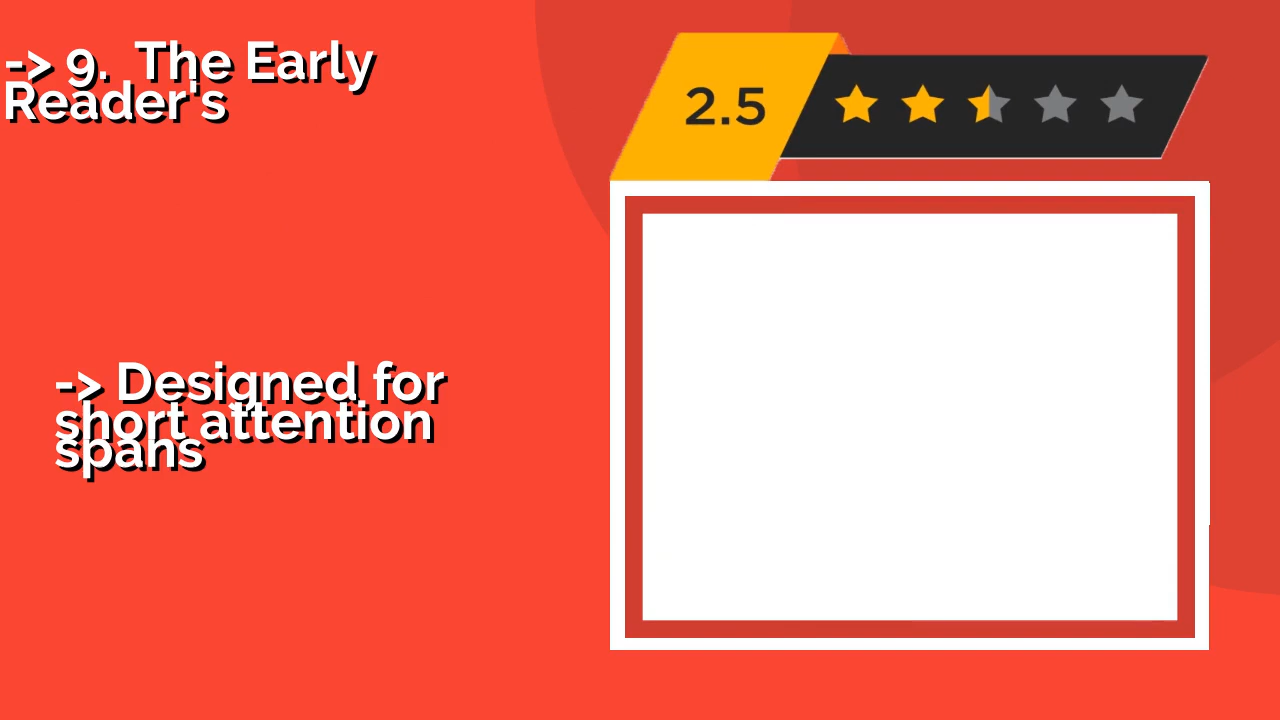 -> 9.  The Early
Reader's
2.5
-> Designed for
short attention
spans